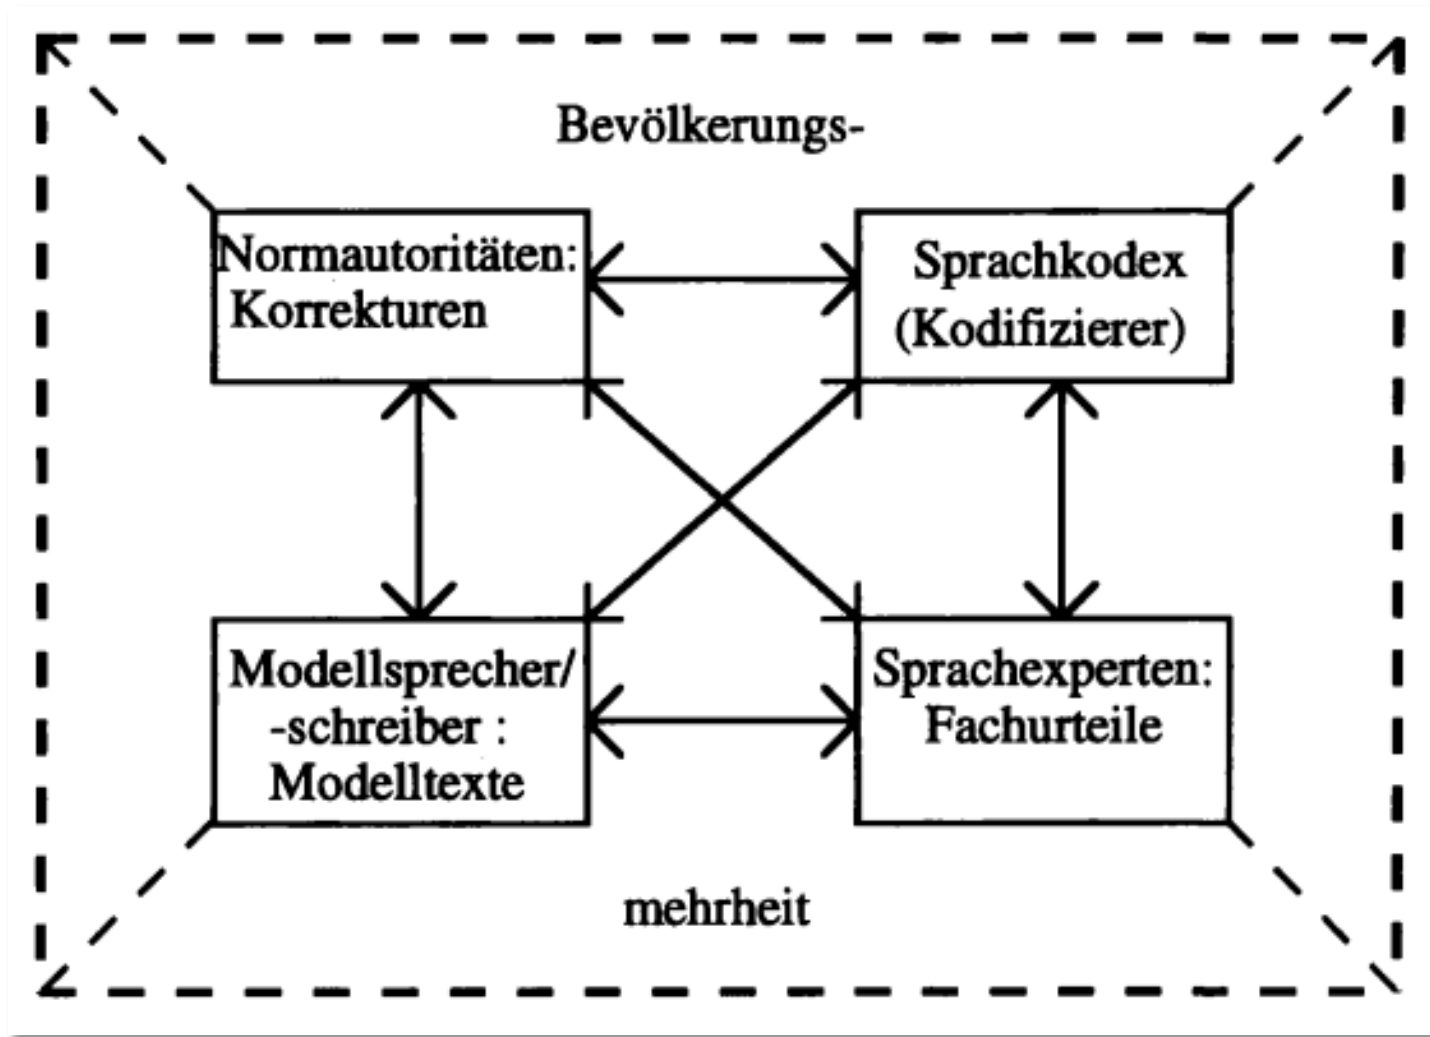 Bevölkerungs-
Normautoritäten:
Korrekturen
Sprachkodex
(Kodifizierer)
Modellsprecher/
-schreiber :
Modelltexte
Sprachexperten:
Fachurteile
mehrheit